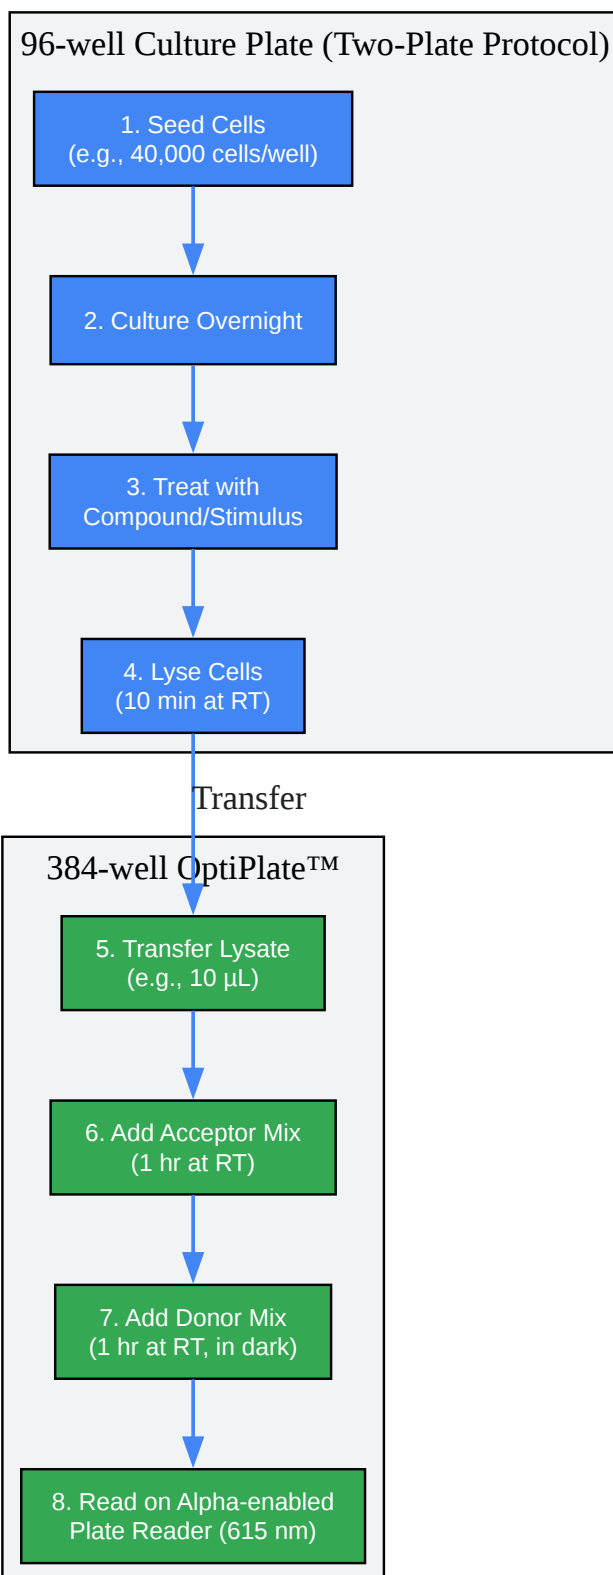 96-well Culture Plate (Two-Plate Protocol)
1. Seed Cells
(e.g., 40,000 cells/well)
2. Culture Overnight
3. Treat with
Compound/Stimulus
4. Lyse Cells
(10 min at RT)
Transfer
384-well OptiPlate™
5. Transfer Lysate
(e.g., 10 µL)
6. Add Acceptor Mix
(1 hr at RT)
7. Add Donor Mix
(1 hr at RT, in dark)
8. Read on Alpha-enabled
Plate Reader (615 nm)